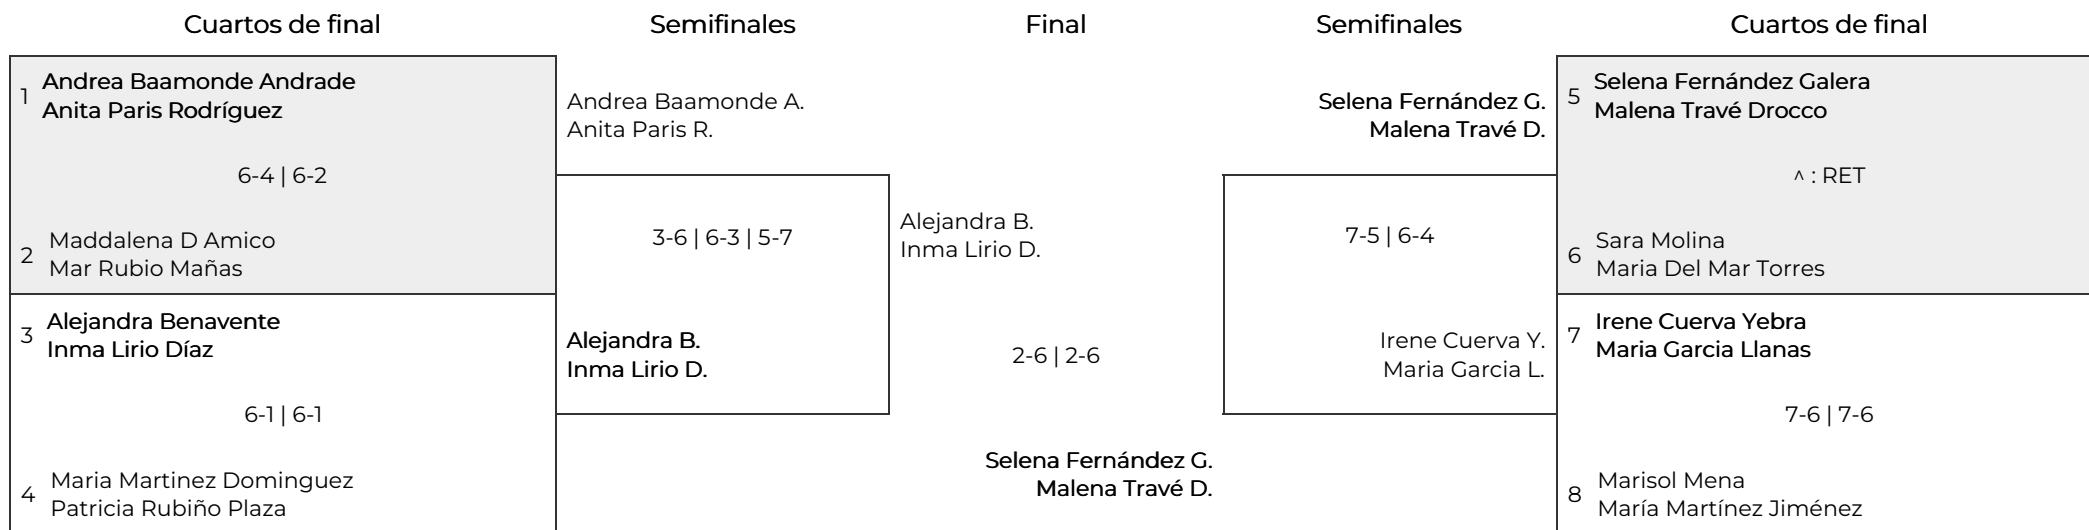 Cuartos de final
Semifinales
Final
Semifinales
Cuartos de final
1
Andrea Baamonde Andrade
Anita Paris Rodríguez
6-4 | 6-2
2
Maddalena D Amico
Mar Rubio Mañas
3
Alejandra Benavente
Inma Lirio Díaz
6-1 | 6-1
4
Maria Martinez Dominguez
Patricia Rubiño Plaza
Andrea Baamonde A.
Anita Paris R.
3-6 | 6-3 | 5-7
Alejandra B.
Inma Lirio D.
Alejandra B.
Inma Lirio D.
2-6 | 2-6
Selena Fernández G.
Malena Travé D.
Selena Fernández G.
Malena Travé D.
7-5 | 6-4
Irene Cuerva Y.
Maria Garcia L.
5
Selena Fernández Galera
Malena Travé Drocco
^ : RET
6
Sara Molina
Maria Del Mar Torres
7
Irene Cuerva Yebra
Maria Garcia Llanas
7-6 | 7-6
8
Marisol Mena
María Martínez Jiménez